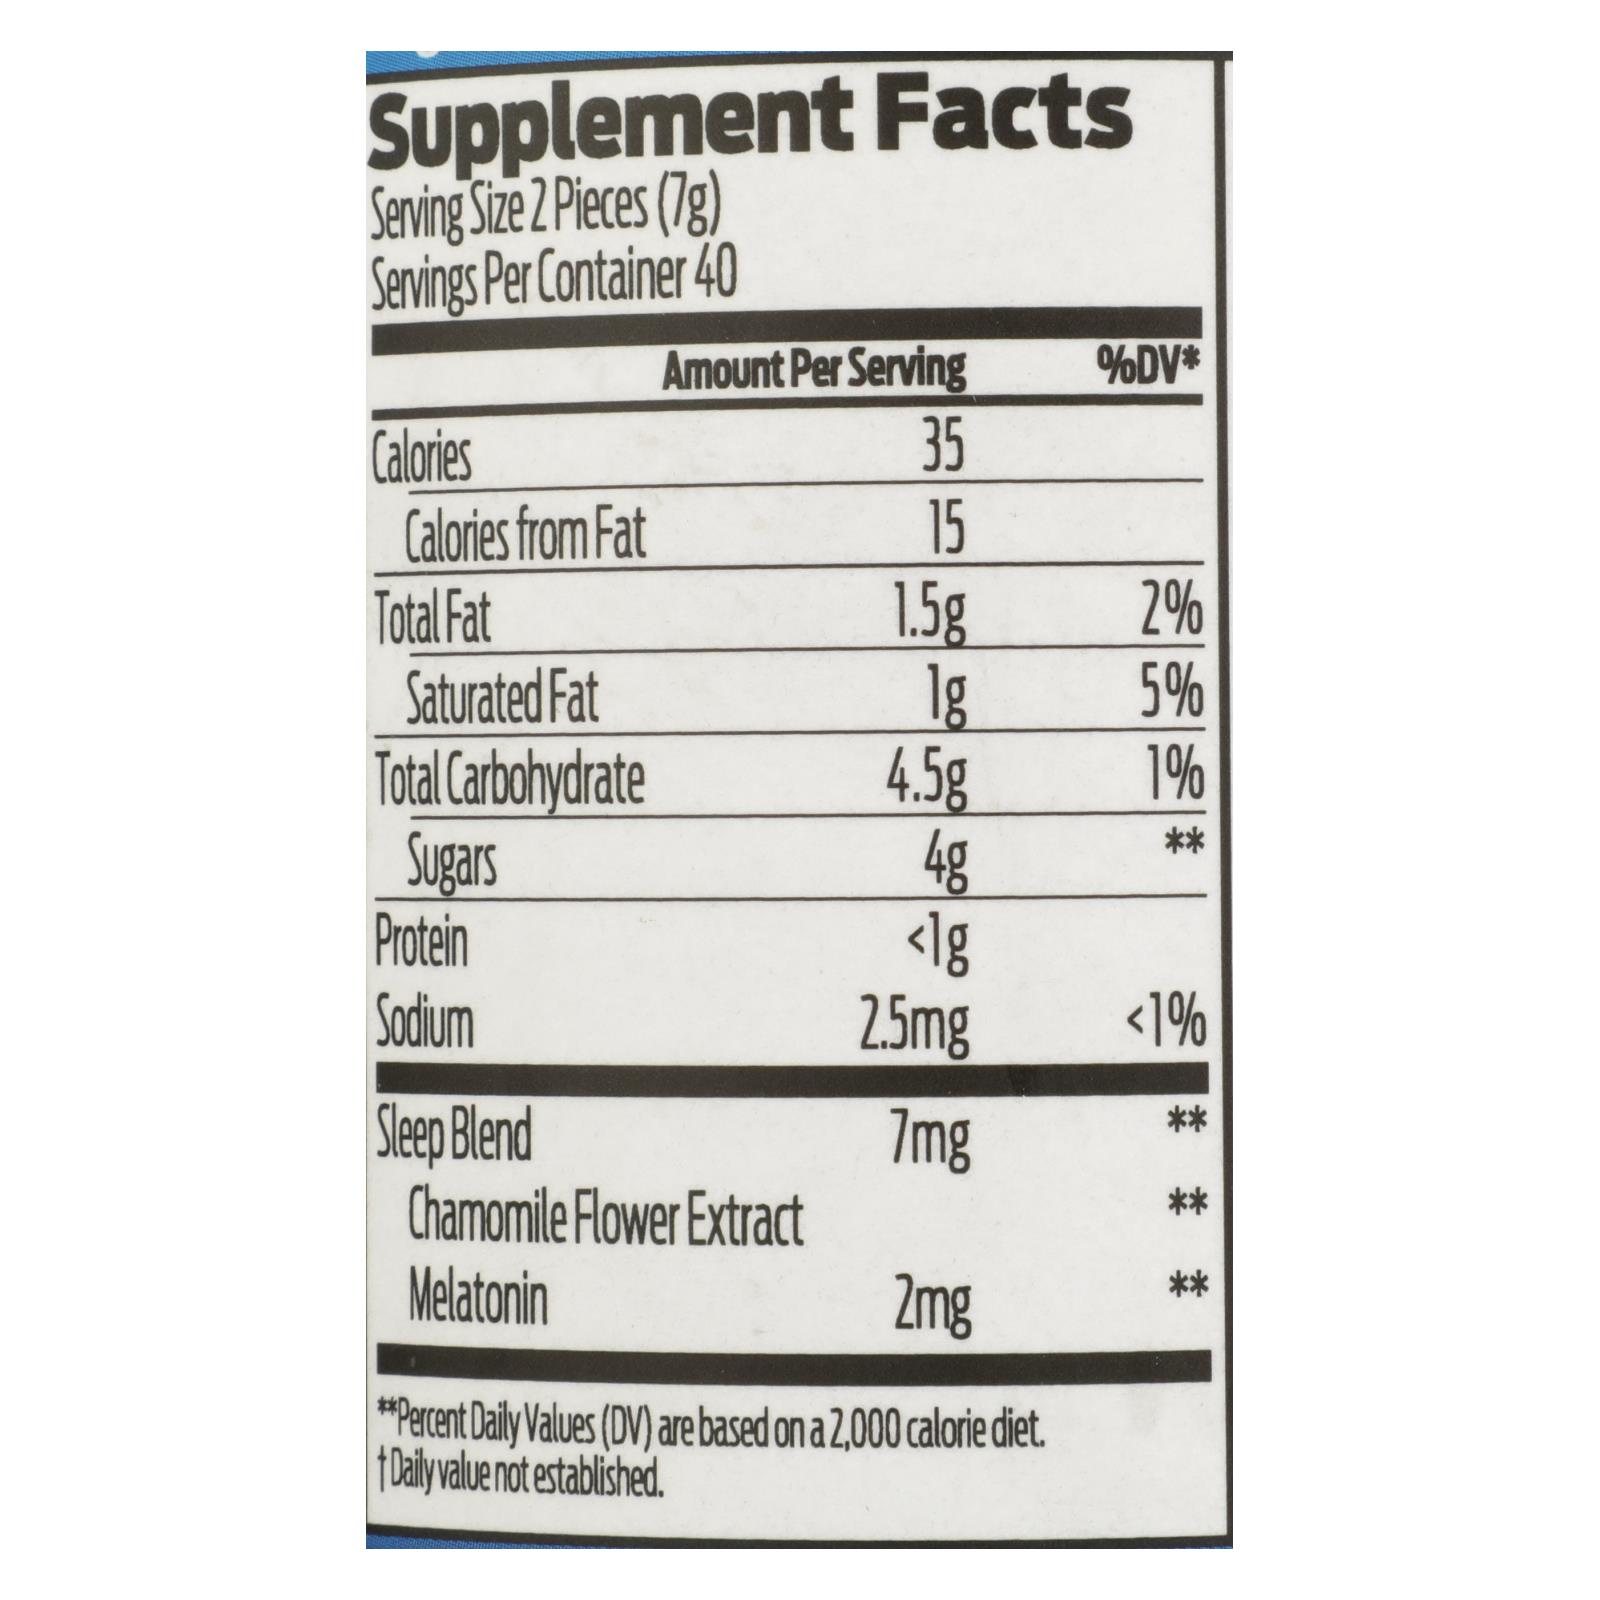 Supplement Facts
Serving Size 2 Pieces (7g)
Servings Per Container 40
Amount Per Serving %DV*
Calories 35
Calories from Fat 15
Total Fat 1.5g 2%
Saturated Fat 1g 5%
Total Carbohydrate 4.5g 1%
Sugars 4g **
Protein <1g
Sodium 2.5mg <1%
Sleep Blend 7mg **
Chamomile Flower Extract **
Melatonin 2mg **
**Percent Daily Values (DV) are based on a 2,000 calorie diet.
† Daily value not established.